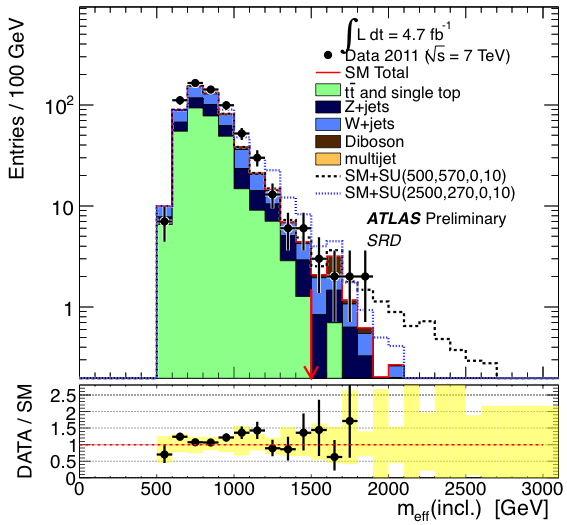 Entries / 100 GeV
10²
10
1
∫L dt = 4.7 fb⁻¹
Data 2011 (√s = 7 TeV)
SM Total
tt̄ and single top
Z+jets
W+jets
Diboson
multijet
SM+SU(500,570,0,10)
SM+SU(2500,270,0,10)
ATLAS Preliminary
SRD
DATA / SM
2.5
2
1.5
1
0.5
0
0 500 1000 1500 2000 2500 3000
m_eff(incl.) [GeV]